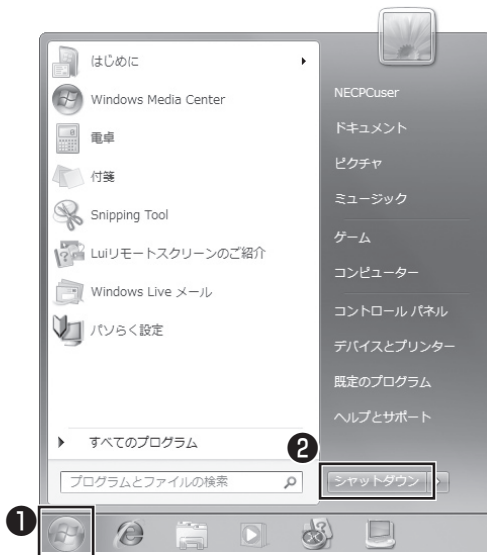 はじめに
Windows Media Center
電卓
付箋
Snipping Tool
Luiリモートスクリーンのご紹介
Windows Live メール
パソらく設定
すべてのプログラム
プログラムとファイルの検索
NECPCuser
ドキュメント
ピクチャ
ミュージック
ゲーム
コンピューター
コントロール パネル
デバイスとプリンター
既定のプログラム
ヘルプとサポート
❷
シャットダウン
❶